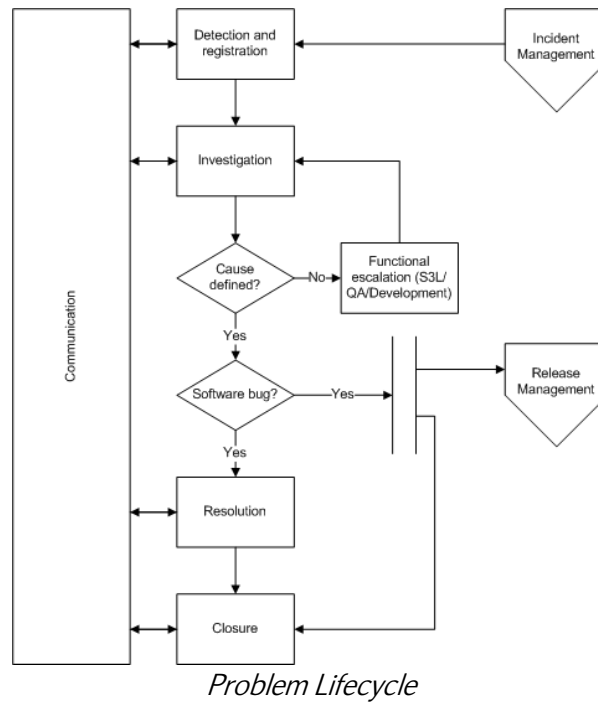 Detection and
registration
Incident
Management
Communication
Investigation
Cause
defined?
No
Functional
escalation (S3L/
QA/Development)
Yes
Software bug?
Yes
Release
Management
Yes
Resolution
Closure
Problem Lifecycle